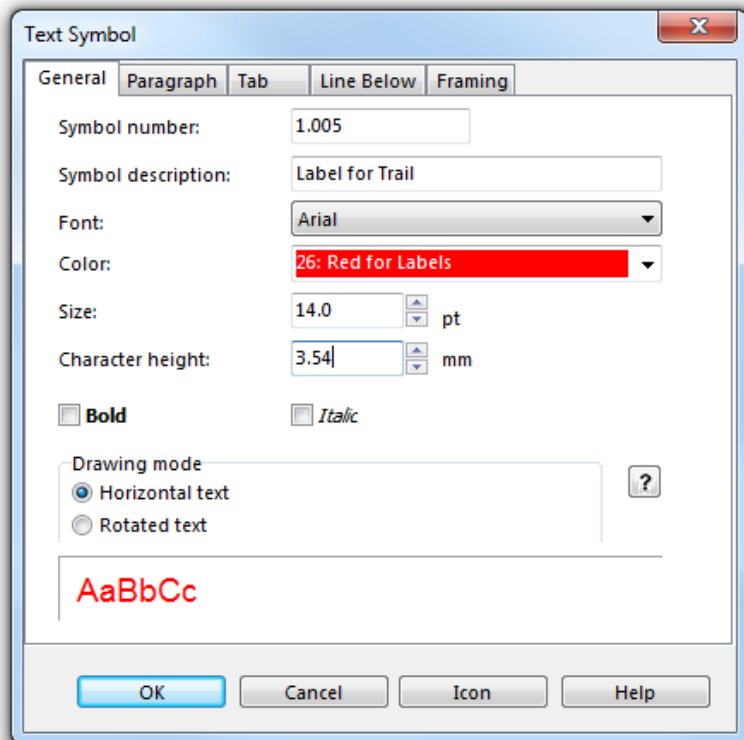 Text Symbol
General Paragraph Tab Line Below Framing
Symbol number: 1.005
Symbol description: Label for Trail
Font: Arial
Color: 26: Red for Labels
Size: 14.0 pt
Character height: 3.54 mm
Bold Italic
Drawing mode
Horizontal text ?
Rotated text
AaBbCc
OK Cancel Icon Help